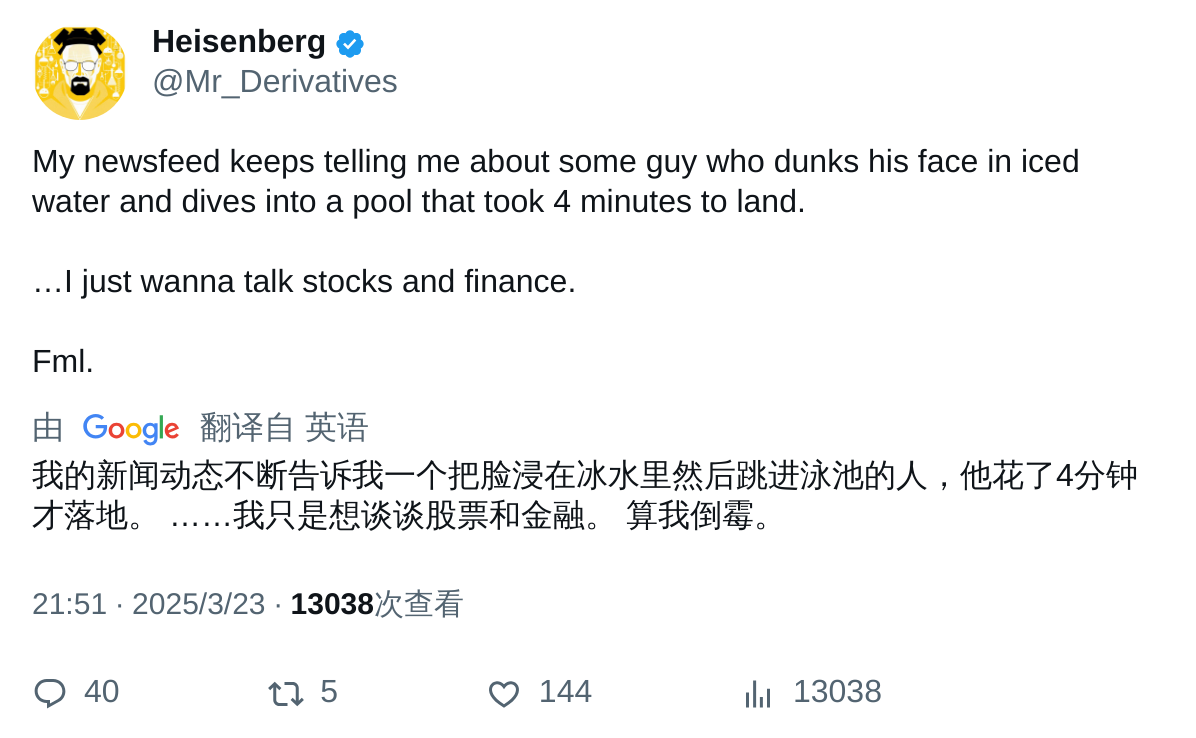 Heisenberg
@Mr_Derivatives
My newsfeed keeps telling me about some guy who dunks his face in iced
water and dives into a pool that took 4 minutes to land.
…I just wanna talk stocks and finance.
Fml.
由 Google 翻译自 英语
我的新闻动态不断告诉我一个把脸浸在冰水里然后跳进泳池的人，他花了4分钟
才落地。 ……我只是想谈谈股票和金融。 算我倒霉。
21:51 · 2025/3/23 · 13038次查看
40 5 144 13038